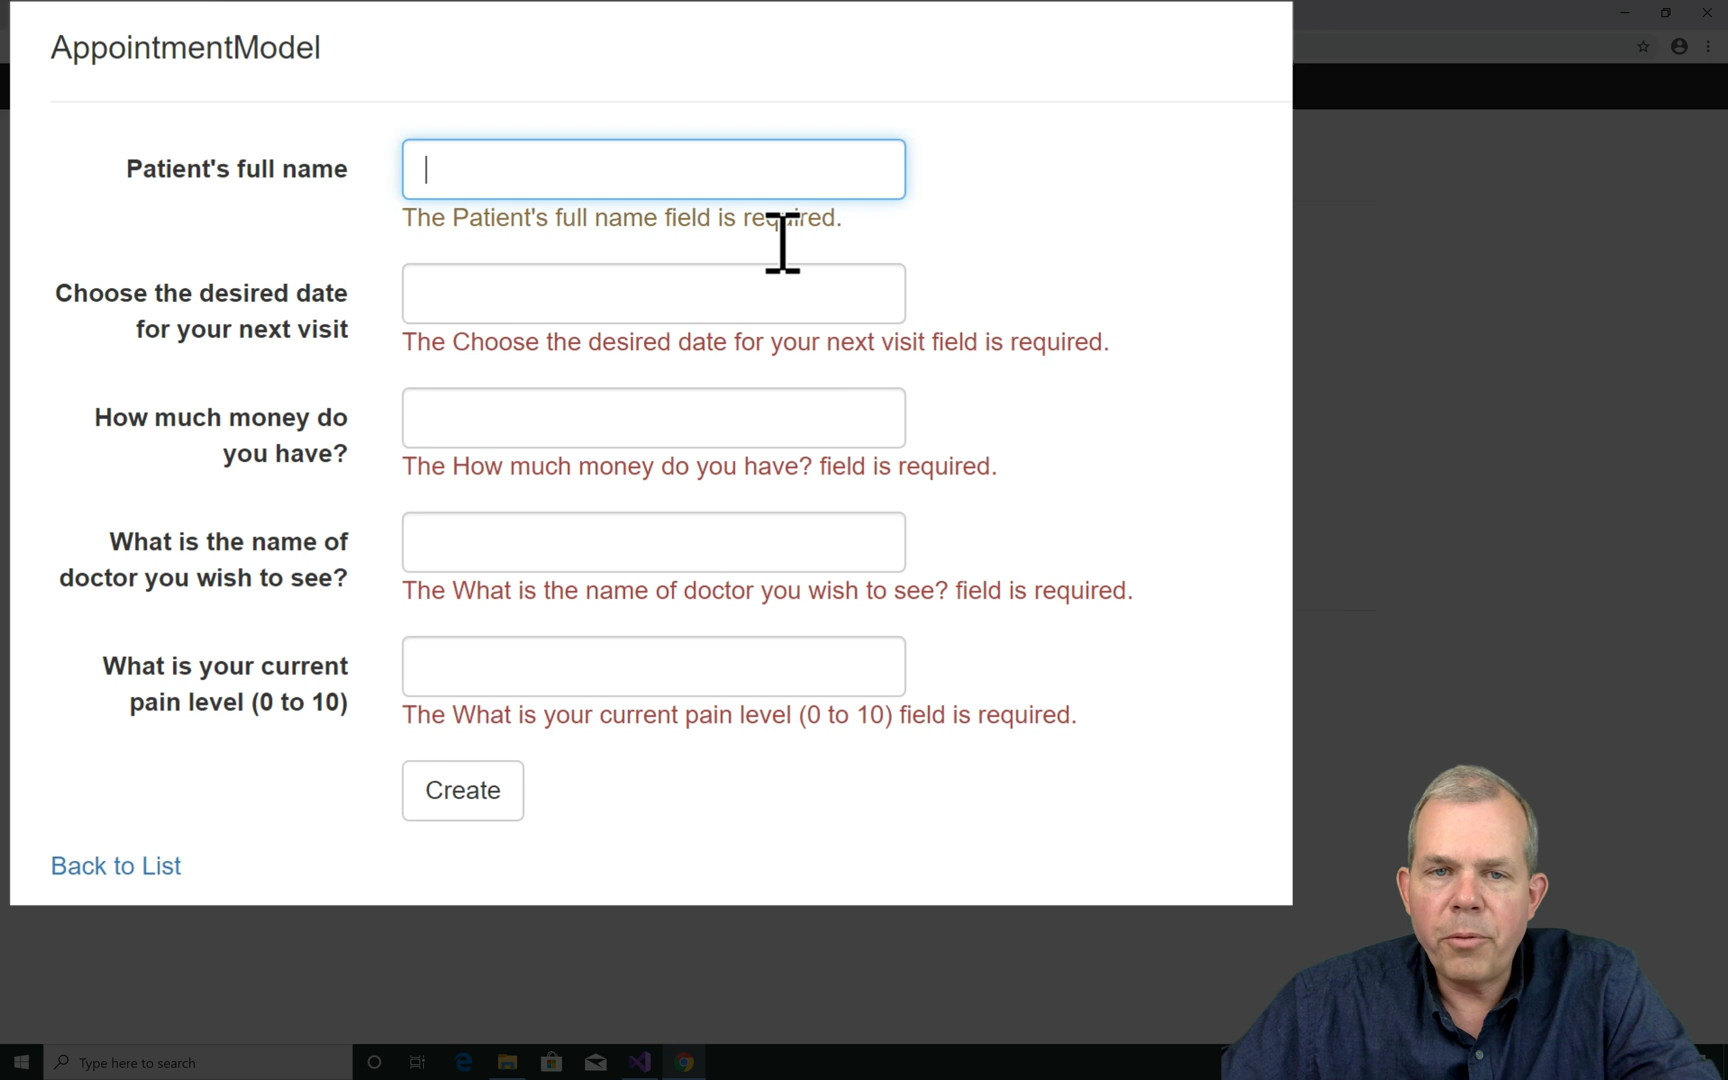 AppointmentModel
Patient's full name
The Patient's full name field is required.
Choose the desired date
for your next visit
The Choose the desired date for your next visit field is required.
How much money do
you have?
The How much money do you have? field is required.
What is the name of
doctor you wish to see?
The What is the name of doctor you wish to see? field is required.
What is your current
pain level (0 to 10)
The What is your current pain level (0 to 10) field is required.
Create
Back to List
Type here to search